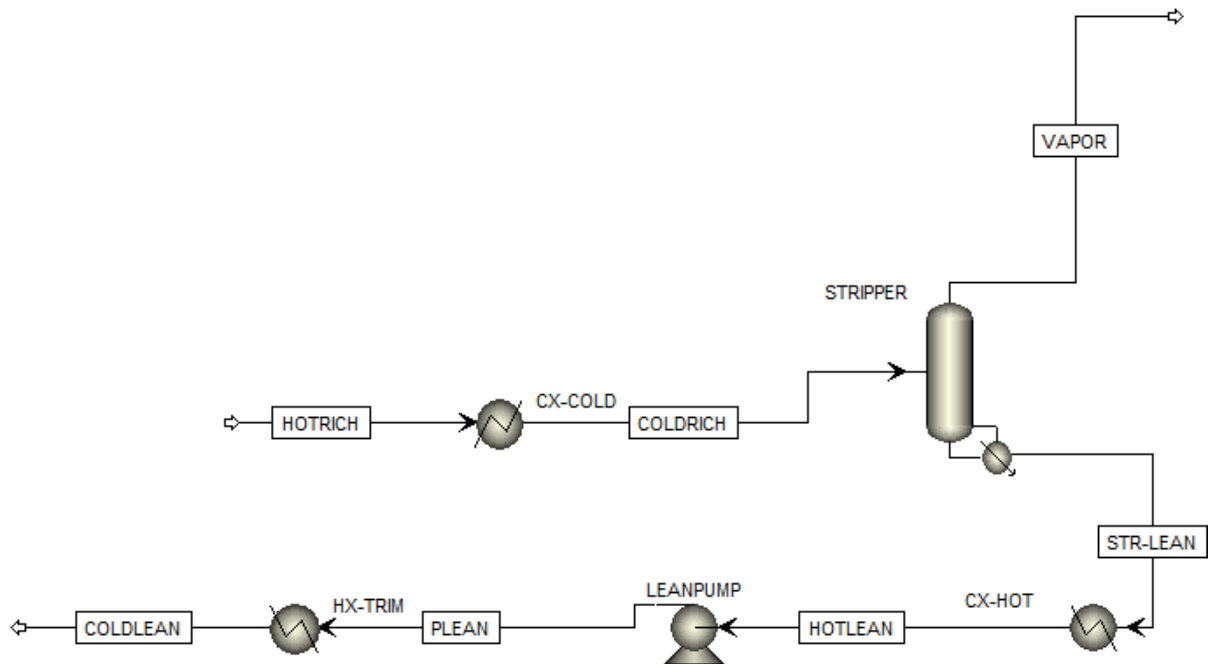 VAPOR
STRIPPER
CX-COLD
HOTRICH
COLDRICH
STR-LEAN
LEANPUMP
CX-HOT
HX-TRIM
COLDLEAN
PLEAN
HOTLEAN